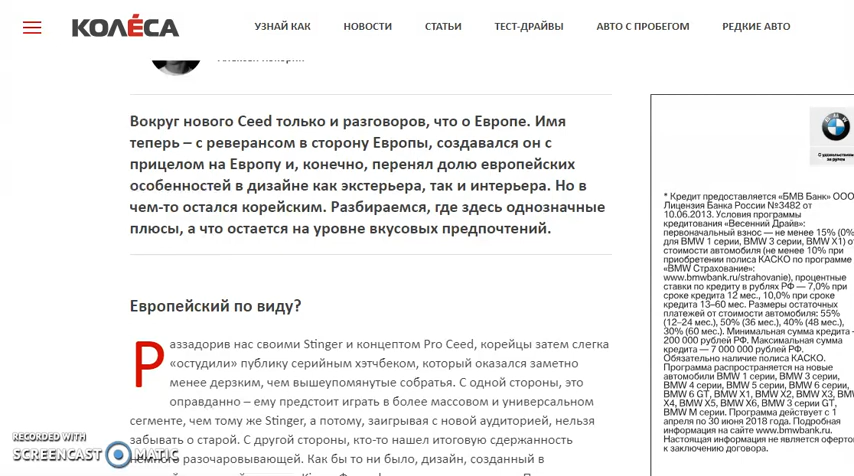 КОЛЁСА
УЗНАЙ КАК НОВОСТИ СТАТЬИ ТЕСТ-ДРАЙВЫ АВТО С ПРОБЕГОМ РЕДКИЕ АВТО
Вокруг нового Ceed только и разговоров, что о Европе. Имя
теперь – с реверансом в сторону Европы, создавался он с
прицелом на Европу и, конечно, перенял долю европейских
особенностей в дизайне как экстерьера, так и интерьера. Но в
чем-то остался корейским. Разбираемся, где здесь однозначные
плюсы, а что остается на уровне вкусовых предпочтений.
Европейский по виду?
Раззадорив нас своими Stinger и концептом Pro Ceed, корейцы затем слегка
«остудили» публику серийным хэтчбеком, который оказался заметно
менее дерзким, чем вышеупомянутые собратья. С одной стороны, это
оправданно – ему предстоит играть в более массовом и универсальном
сегменте, чем тому же Stinger, а потому, заигрывая с новой аудиторией, нельзя
забывать о старой. С другой стороны, кто-то нашел итоговую сдержанность
немного разочаровывающей. Как бы то ни было, дизайн, созданный в
С удовольствием
за рулем
* Кредит предоставляется «БМВ Банк» ООО
Лицензия Банка России №3482 от
10.06.2013. Условия программы
кредитования «Весенний Драйв»:
первоначальный взнос — не менее 15% (0%
для BMW 1 серии, BMW 3 серии, BMW X1) от
стоимости автомобиля (не менее 10% при
приобретении полиса КАСКО по программе
«BMW Страхование»:
www.bmwbank.ru/strahovanie), процентные
ставки по кредиту в рублях РФ — 7,0% при
сроке кредита 12 мес., 10,0% при сроке
кредита 13–60 мес. Размеры остаточных
платежей от стоимости автомобиля: 55%
(12–24 мес.), 50% (36 мес.), 40% (48 мес.),
30% (60 мес.). Минимальная сумма кредита -
200 000 рублей РФ. Максимальная сумма
кредита — 7 000 000 рублей РФ.
Обязательно наличие полиса КАСКО.
Программа распространяется на новые
автомобили BMW 1 серии, BMW 3 серии,
BMW 4 серии, BMW 5 серии, BMW 6 серии,
BMW 6 GT, BMW X1, BMW X2, BMW X3, BMW
X4, BMW X5, BMW X6, BMW 3 серии GT,
BMW M серии. Программа действует с 1
апреля по 30 июня 2018 года. Подробная
информация на сайте www.bmwbank.ru.
Настоящая информация не является оферто
к заключению договора.
RECORDED WITH
SCREENCAST MATIC